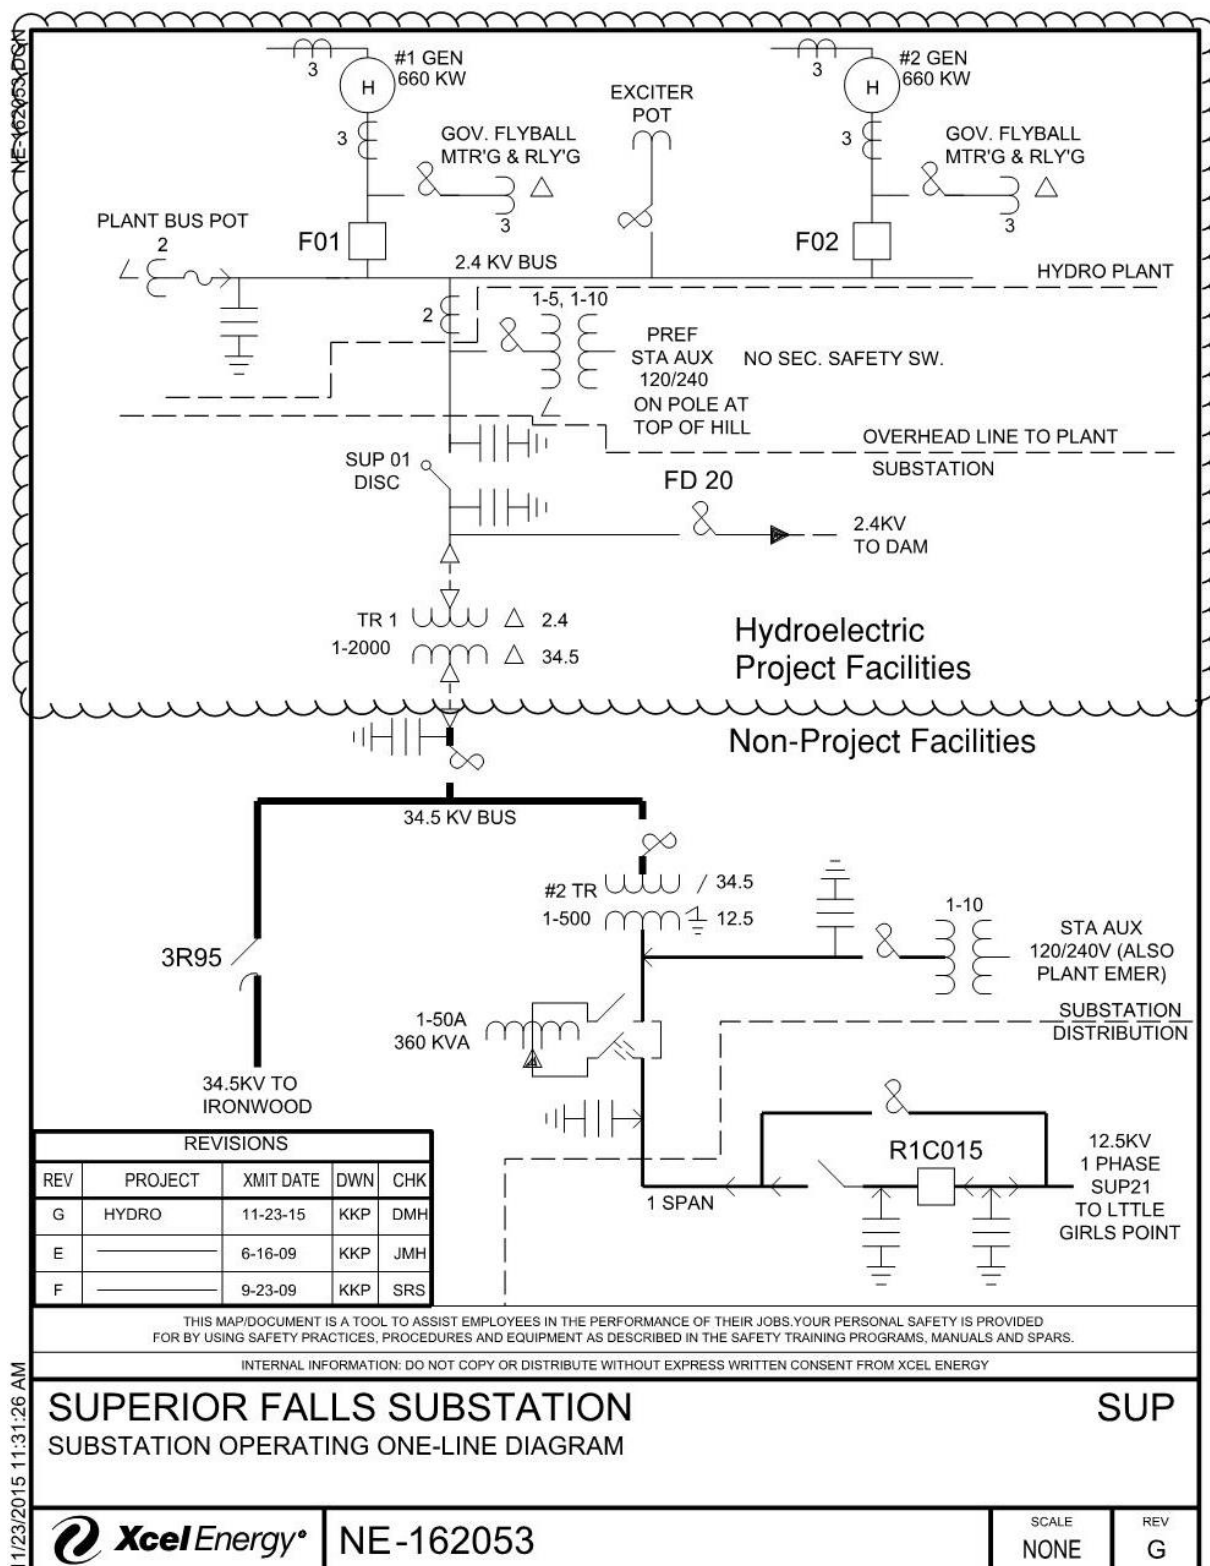 NE-162053.DGN
#1 GEN
660 KW
3
H
3
GOV. FLYBALL
MTR'G & RLY'G
3
EXCITER
POT
#2 GEN
660 KW
3
H
3
GOV. FLYBALL
MTR'G & RLY'G
3
PLANT BUS POT
2
F01
F02
2.4 KV BUS
HYDRO PLANT
2
1-5, 1-10
PREF
STA AUX
120/240
NO SEC. SAFETY SW.
ON POLE AT
TOP OF HILL
OVERHEAD LINE TO PLANT
SUBSTATION
SUP 01
DISC
FD 20
2.4KV
TO DAM
TR 1
2.4
1-2000
34.5
Hydroelectric
Project Facilities
Non-Project Facilities
34.5 KV BUS
#2 TR
34.5
1-500
12.5
3R95
1-10
STA AUX
120/240V (ALSO
PLANT EMER)
1-50A
360 KVA
SUBSTATION
DISTRIBUTION
34.5KV TO
IRONWOOD
R1C015
12.5KV
1 PHASE
SUP21
TO LTTLE
GIRLS POINT
1 SPAN
REVISIONS
REV PROJECT XMIT DATE DWN CHK
G HYDRO 11-23-15 KKP DMH
E 6-16-09 KKP JMH
F 9-23-09 KKP SRS
THIS MAP/DOCUMENT IS A TOOL TO ASSIST EMPLOYEES IN THE PERFORMANCE OF THEIR JOBS.YOUR PERSONAL SAFETY IS PROVIDED
FOR BY USING SAFETY PRACTICES, PROCEDURES AND EQUIPMENT AS DESCRIBED IN THE SAFETY TRAINING PROGRAMS, MANUALS AND SPARS.
INTERNAL INFORMATION: DO NOT COPY OR DISTRIBUTE WITHOUT EXPRESS WRITTEN CONSENT FROM XCEL ENERGY
11/23/2015 11:31:26 AM
SUPERIOR FALLS SUBSTATION
SUP
SUBSTATION OPERATING ONE-LINE DIAGRAM
Xcel Energy®
NE-162053
SCALE
NONE
REV
G